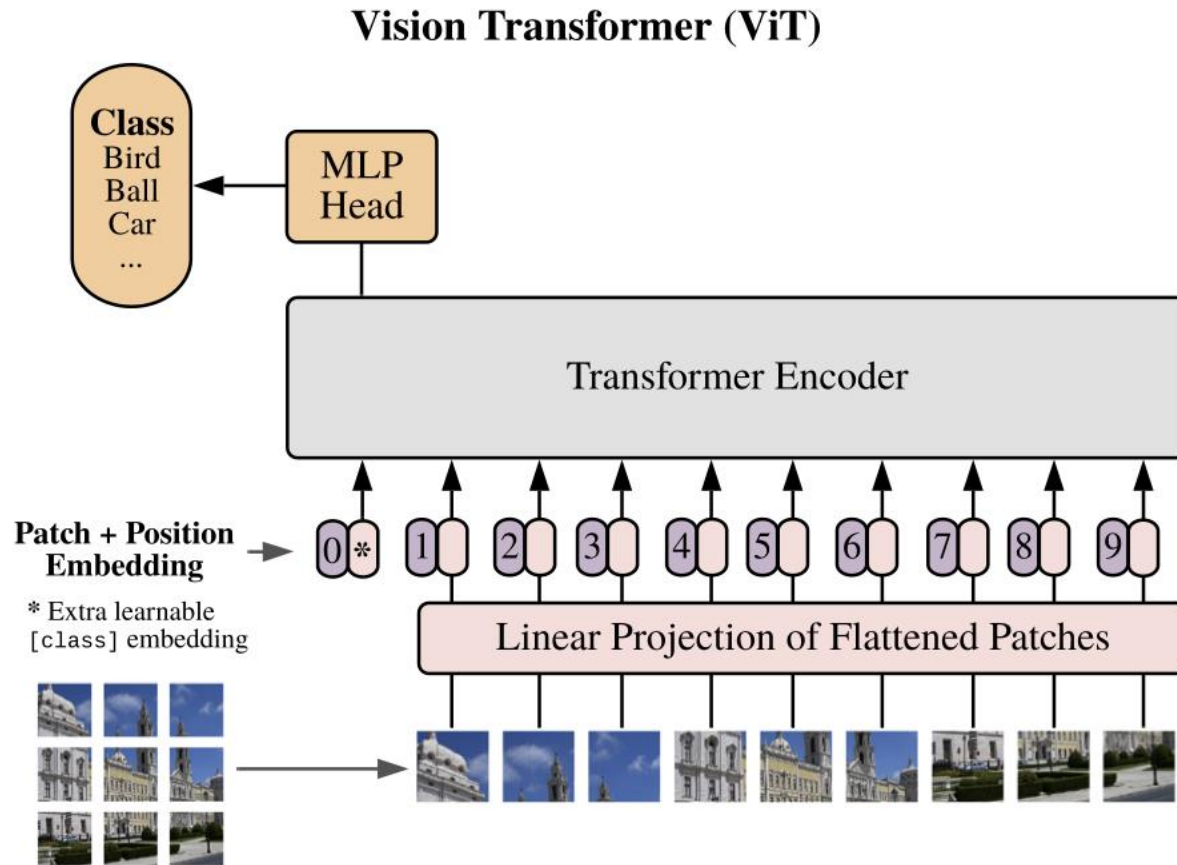 Vision Transformer (ViT)
Class
Bird
Ball
Car
...
MLP
Head
Transformer Encoder
Patch + Position
Embedding
0 * 1 2 3 4 5 6 7 8 9
* Extra learnable
[class] embedding
Linear Projection of Flattened Patches